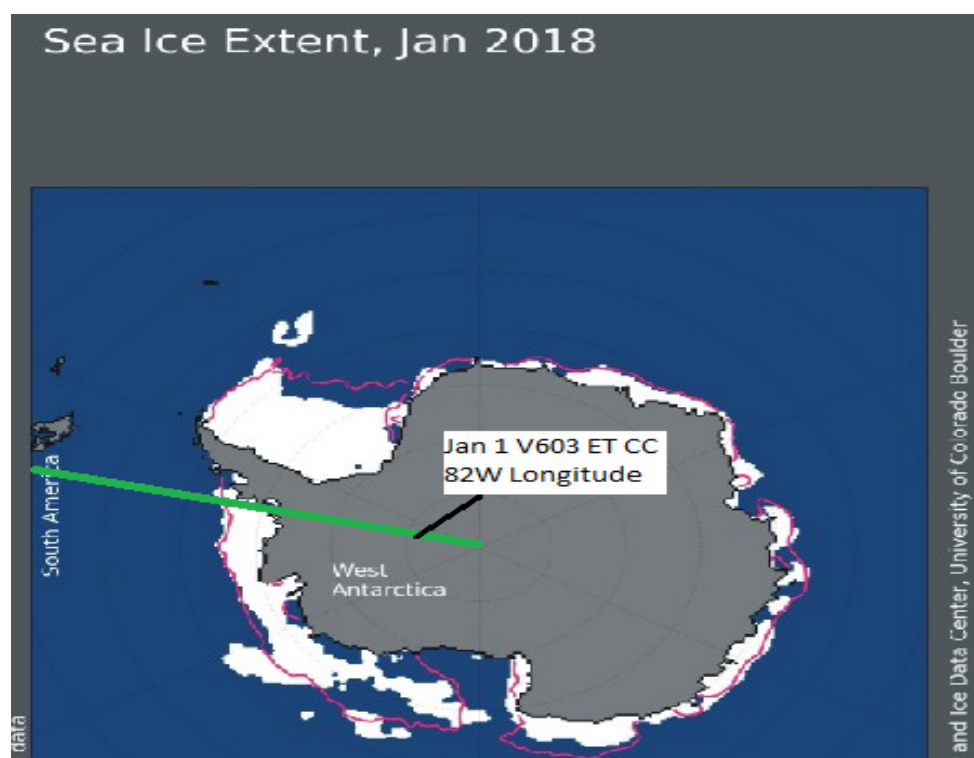 Sea Ice Extent, Jan 2018
Jan 1 V603 ET CC
82W Longitude
South America
West
Antarctica
data
and Ice Data Center, University of Colorado Boulder